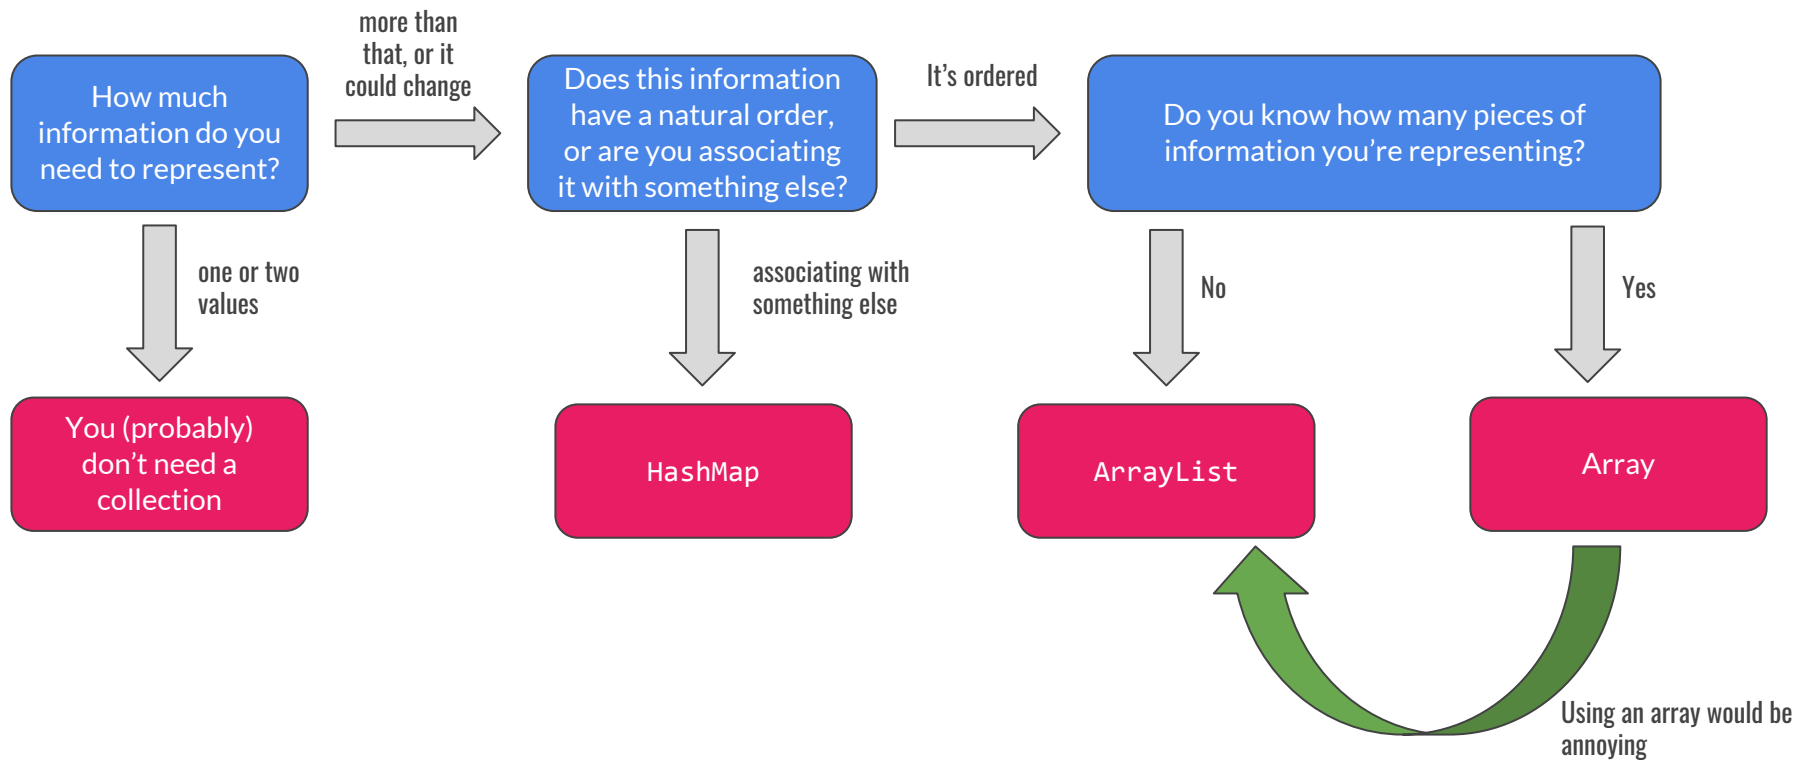 more than
that, or it
could change
How much
information do you
need to represent?
Does this information
have a natural order,
or are you associating
it with something else?
It's ordered
Do you know how many pieces of
information you're representing?
one or two
values
associating with
something else
No
Yes
You (probably)
don't need a
collection
HashMap
ArrayList
Array
Using an array would be
annoying